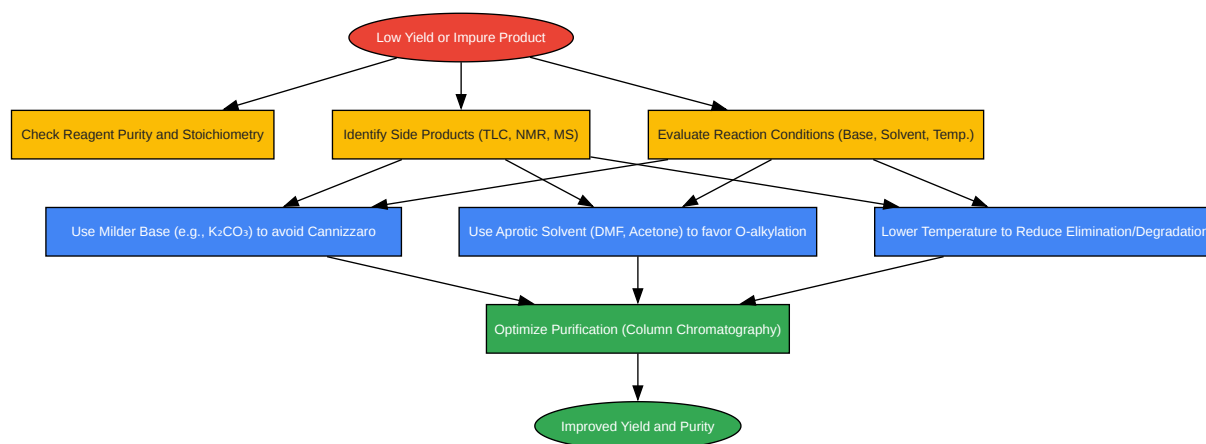 Low Yield or Impure Product
Check Reagent Purity and Stoichiometry
Identify Side Products (TLC, NMR, MS)
Evaluate Reaction Conditions (Base, Solvent, Temp.)
Use Milder Base (e.g., K₂CO₃) to avoid Cannizzaro
Use Aprotic Solvent (DMF, Acetone) to favor O-alkylation
Lower Temperature to Reduce Elimination/Degradation
Optimize Purification (Column Chromatography)
Improved Yield and Purity